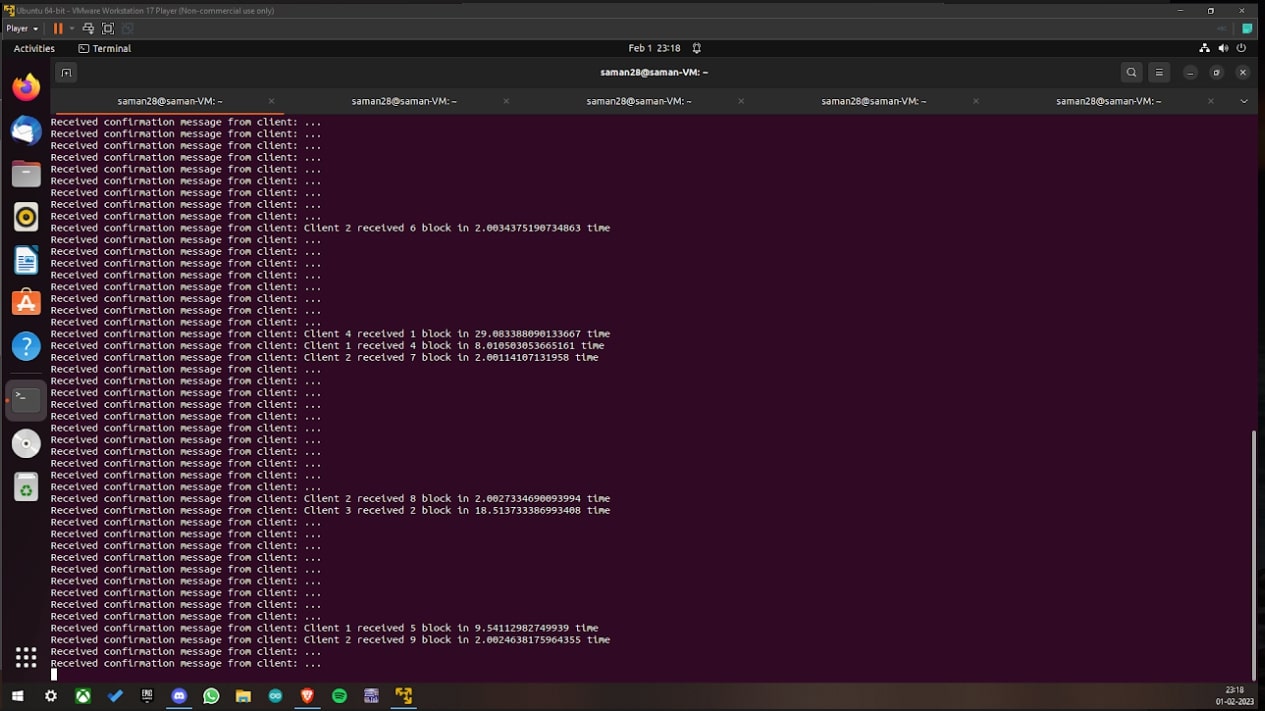 Ubuntu 64-bit - VMware Workstation 17 Player (Non-commercial use only)
Player
Activities
Terminal
Feb 1 23:18
saman28@saman-VM: ~
saman28@saman-VM: ~
saman28@saman-VM: ~
saman28@saman-VM: ~
saman28@saman-VM: ~
saman28@saman-VM: ~
Received confirmation message from client: ...
Received confirmation message from client: ...
Received confirmation message from client: ...
Received confirmation message from client: ...
Received confirmation message from client: ...
Received confirmation message from client: ...
Received confirmation message from client: ...
Received confirmation message from client: ...
Received confirmation message from client: ...
Received confirmation message from client: Client 2 received 6 block in 2.0034375190734863 time
Received confirmation message from client: ...
Received confirmation message from client: ...
Received confirmation message from client: ...
Received confirmation message from client: ...
Received confirmation message from client: ...
Received confirmation message from client: ...
Received confirmation message from client: ...
Received confirmation message from client: ...
Received confirmation message from client: Client 4 received 1 block in 29.083388090133667 time
Received confirmation message from client: Client 1 received 4 block in 8.010503053665161 time
Received confirmation message from client: Client 2 received 7 block in 2.00114107131958 time
Received confirmation message from client: ...
Received confirmation message from client: ...
Received confirmation message from client: ...
Received confirmation message from client: ...
Received confirmation message from client: ...
Received confirmation message from client: ...
Received confirmation message from client: ...
Received confirmation message from client: ...
Received confirmation message from client: ...
Received confirmation message from client: ...
Received confirmation message from client: ...
Received confirmation message from client: Client 2 received 8 block in 2.0027334690093994 time
Received confirmation message from client: Client 3 received 2 block in 18.513733386993408 time
Received confirmation message from client: ...
Received confirmation message from client: ...
Received confirmation message from client: ...
Received confirmation message from client: ...
Received confirmation message from client: ...
Received confirmation message from client: ...
Received confirmation message from client: ...
Received confirmation message from client: ...
Received confirmation message from client: ...
Received confirmation message from client: Client 1 received 5 block in 9.54112982749939 time
Received confirmation message from client: Client 2 received 9 block in 2.0024638175964355 time
Received confirmation message from client: ...
Received confirmation message from client: ...
23:18
01-02-2023